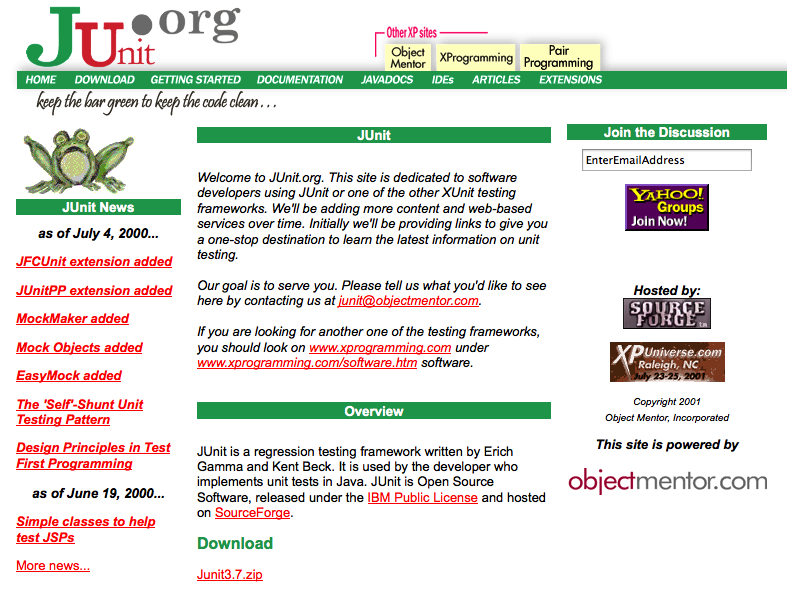 JUnit.org
Other XP sites
Object Mentor
XProgramming
Pair Programming
HOME DOWNLOAD GETTING STARTED DOCUMENTATION JAVADOCS IDEs ARTICLES EXTENSIONS
keep the bar green to keep the code clean . . .
JUnit News
as of July 4, 2000...
JFCUnit extension added
JUnitPP extension added
MockMaker added
Mock Objects added
EasyMock added
The 'Self'-Shunt Unit
Testing Pattern
Design Principles in Test
First Programming
as of June 19, 2000...
Simple classes to help
test JSPs
More news...
JUnit
Welcome to JUnit.org. This site is dedicated to software
developers using JUnit or one of the other XUnit testing
frameworks. We'll be adding more content and web-based
services over time. Initially we'll be providing links to give you
a one-stop destination to learn the latest information on unit
testing.
Our goal is to serve you. Please tell us what you'd like to see
here by contacting us at junit@objectmentor.com.
If you are looking for another one of the testing frameworks,
you should look on www.xprogramming.com under
www.xprogramming.com/software.htm software.
Overview
JUnit is a regression testing framework written by Erich
Gamma and Kent Beck. It is used by the developer who
implements unit tests in Java. JUnit is Open Source
Software, released under the IBM Public License and hosted
on SourceForge.
Download
Junit3.7.zip
Join the Discussion
EnterEmailAddress
YAHOO!
Groups
Join Now!
Hosted by:
SOURCE
FORGE™
XPUniverse.com
Raleigh, NC
July 23-25, 2001
Copyright 2001
Object Mentor, Incorporated
This site is powered by
objectmentor.com